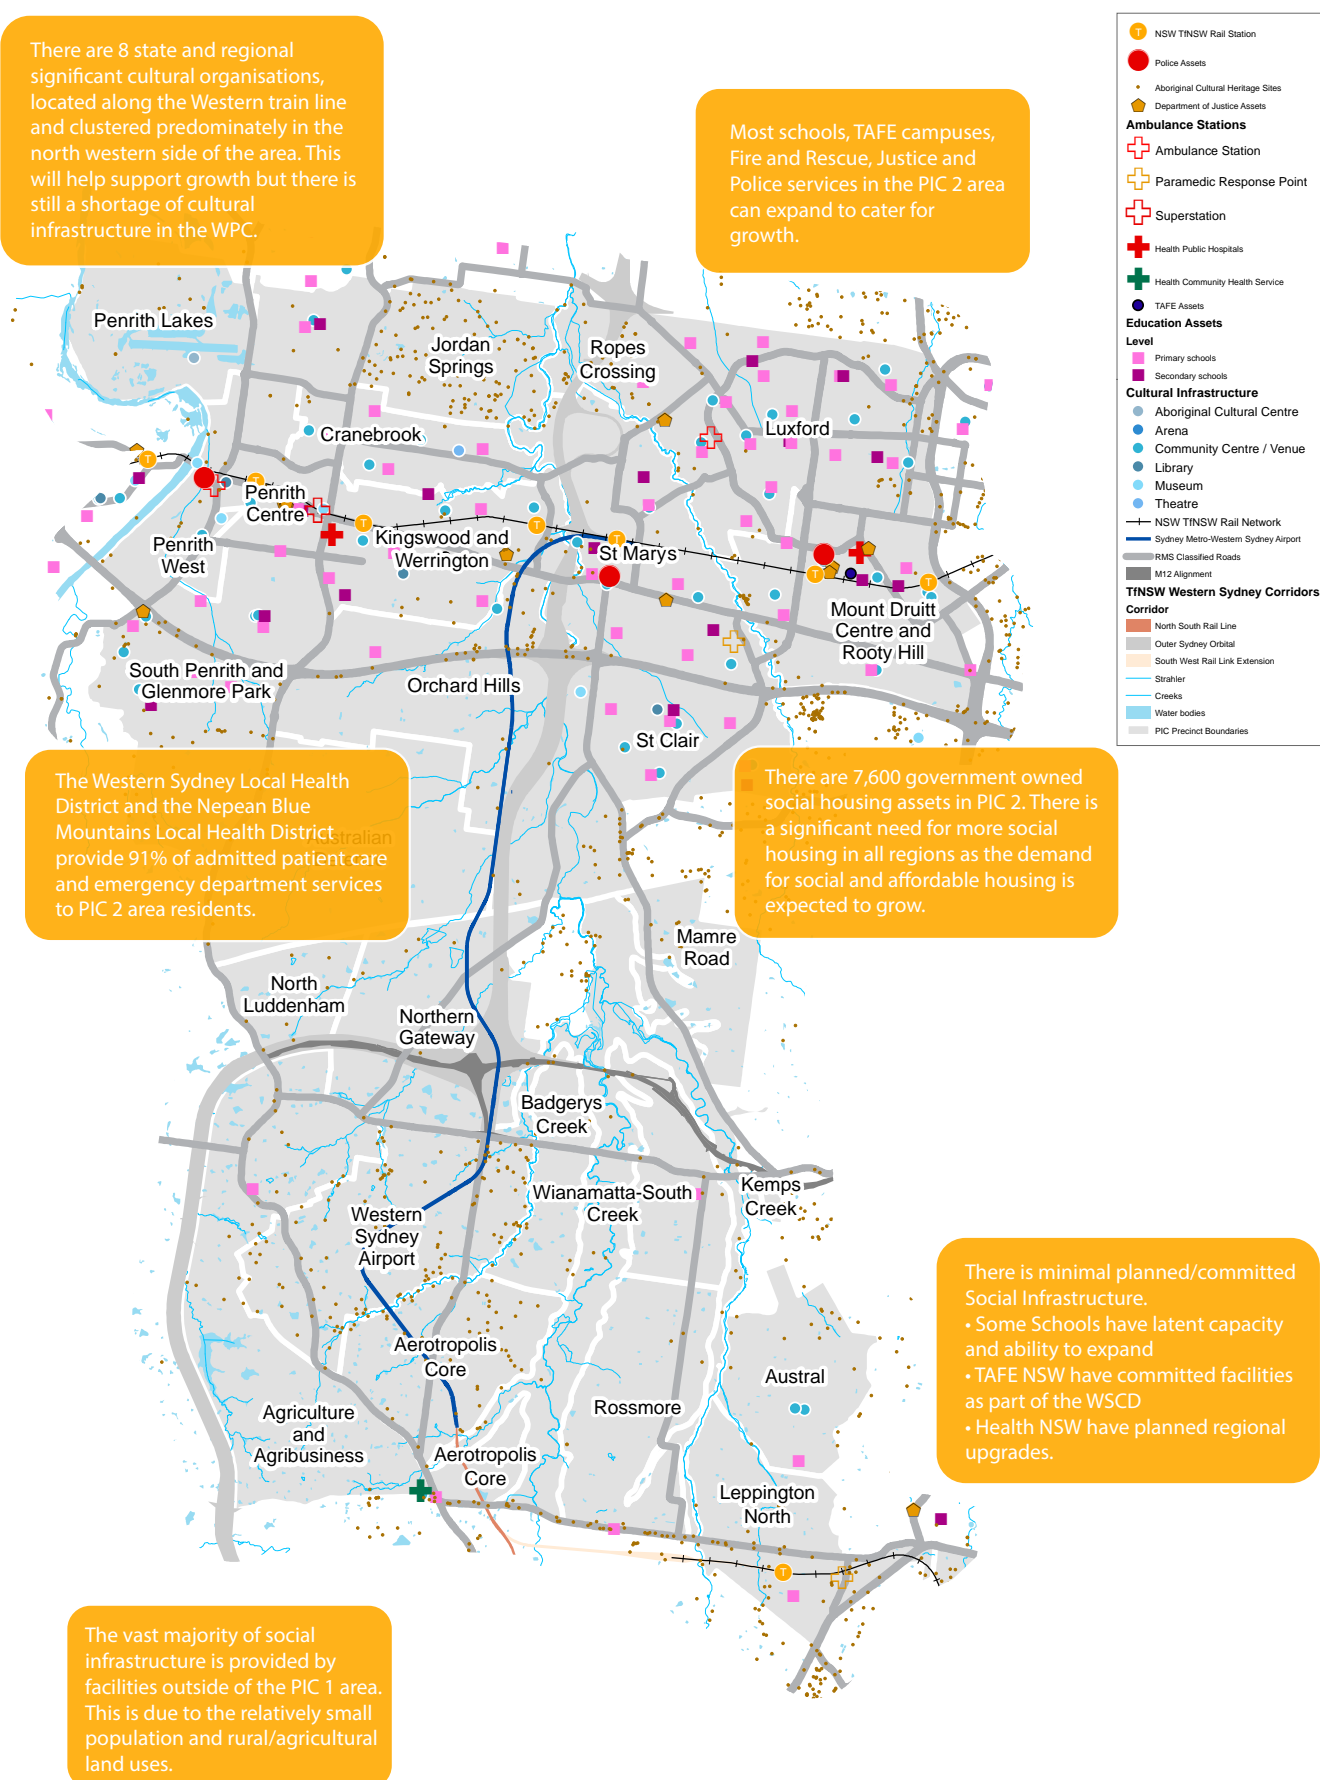 There are 8 state and regional
significant cultural organisations,
located along the Western train line
and clustered predominately in the
north western side of the area. This
will help support growth but there is
still a shortage of cultural
infrastructure in the WPC.
Most schools, TAFE campuses,
Fire and Rescue, Justice and
Police services in the PIC 2 area
can expand to cater for
growth.
T NSW TfNSW Rail Station
Police Assets
Aboriginal Cultural Heritage Sites
Department of Justice Assets
Ambulance Stations
Ambulance Station
Paramedic Response Point
Superstation
Health Public Hospitals
Health Community Health Service
TAFE Assets
Education Assets
Level
Primary schools
Secondary schools
Cultural Infrastructure
Aboriginal Cultural Centre
Arena
Community Centre / Venue
Library
Museum
Theatre
NSW TfNSW Rail Network
Sydney Metro-Western Sydney Airport
RMS Classified Roads
M12 Alignment
TfNSW Western Sydney Corridors
Corridor
North South Rail Line
Outer Sydney Orbital
South West Rail Link Extension
Strahler
Creeks
Water bodies
PIC Precinct Boundaries
Penrith Lakes
Jordan
Springs
Ropes
Crossing
Cranebrook
Luxford
T
T
Penrith
Centre
T
T
T
Kingswood and
Werrington
St Marys
Penrith
West
T
T
Mount Druitt
Centre and
Rooty Hill
South Penrith and
Glenmore Park
Orchard Hills
St Clair
The Western Sydney Local Health
District and the Nepean Blue
Mountains Local Health District
provide 91% of admitted patient care
and emergency department services
to PIC 2 area residents.
Australian
There are 7,600 government owned
social housing assets in PIC 2. There is
a significant need for more social
housing in all regions as the demand
for social and affordable housing is
expected to grow.
Mamre
Road
North
Luddenham
Northern
Gateway
Badgerys
Creek
Wianamatta-South
Creek
Kemps
Creek
Western
Sydney
Airport
There is minimal planned/committed
Social Infrastructure.
• Some Schools have latent capacity
and ability to expand
• TAFE NSW have committed facilities
as part of the WSCD
• Health NSW have planned regional
upgrades.
Aerotropolis
Core
Austral
Rossmore
Agriculture
and
Agribusiness
Aerotropolis
Core
Leppington
North
T
The vast majority of social
infrastructure is provided by
facilities outside of the PIC 1 area.
This is due to the relatively small
population and rural/agricultural
land uses.